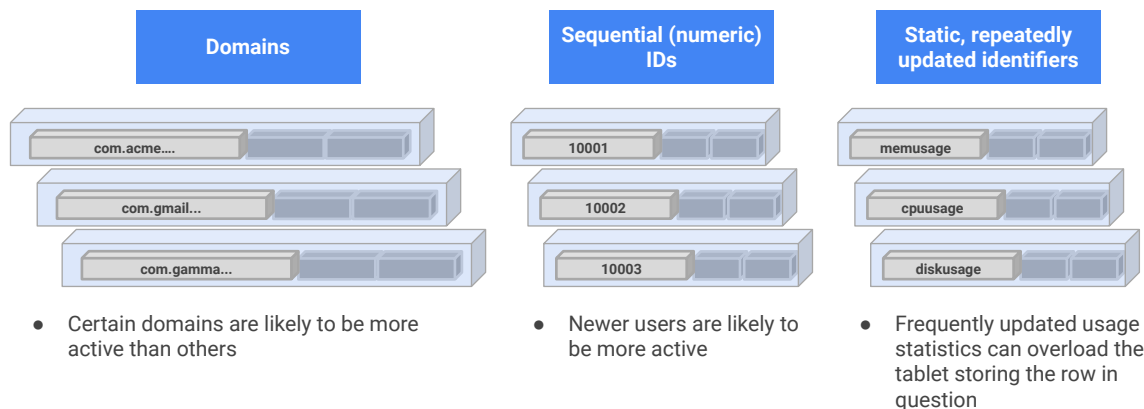 Domains
com.acme....
com.gmail...
com.gamma...
● Certain domains are likely to be more
active than others
Sequential (numeric)
IDs
10001
10002
10003
● Newer users are likely to
be more active
Static, repeatedly
updated identifiers
memusage
cpuusage
diskusage
● Frequently updated usage
statistics can overload the
tablet storing the row in
question